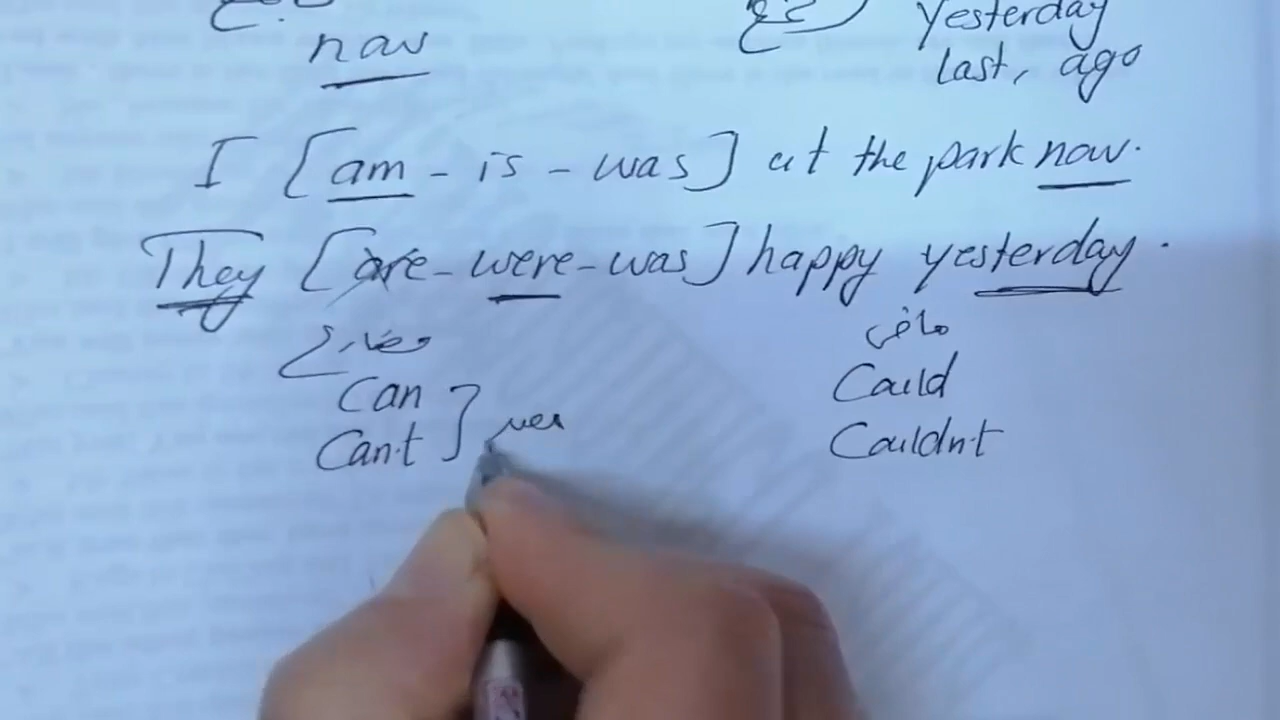 now
Yesterday
last, ago
I [am - is - was] at the park now.
They [are - were - was] happy yesterday.
مضارع
ماضى
Can
Could
Can't
Couldn't